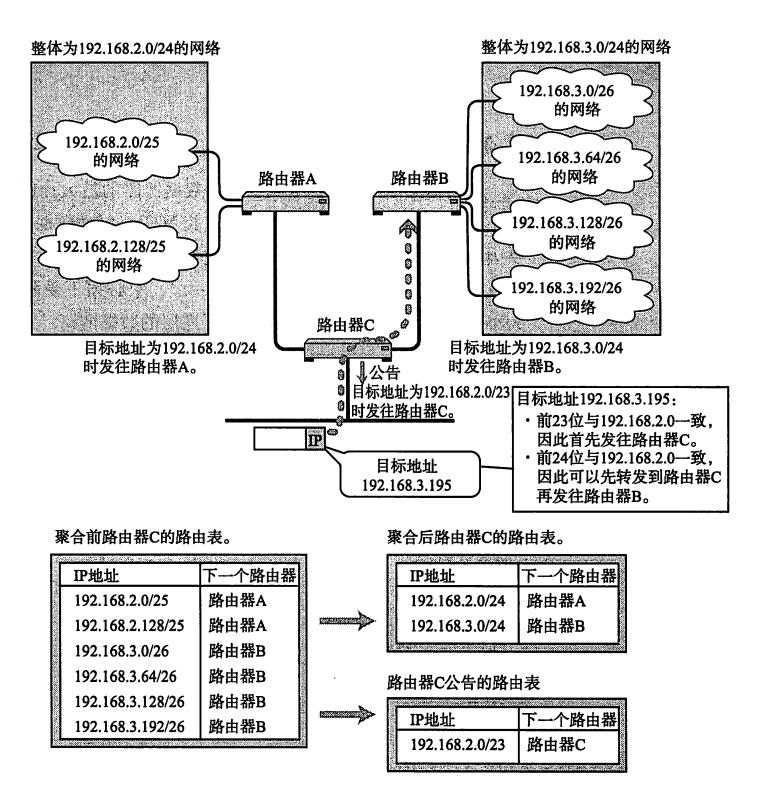 整体为192.168.2.0/24的网络
整体为192.168.3.0/24的网络
192.168.2.0/25
的网络
192.168.2.128/25
的网络
路由器A
路由器B
192.168.3.0/26
的网络
192.168.3.64/26
的网络
192.168.3.128/26
的网络
192.168.3.192/26
的网络
路由器C
目标地址为192.168.2.0/24
时发往路由器A。
目标地址为192.168.3.0/24
时发往路由器B。
公告
目标地址为192.168.2.0/23
时发往路由器C。
IP
目标地址
192.168.3.195
目标地址192.168.3.195:
·前23位与192.168.2.0一致，
因此首先发往路由器C。
·前24位与192.168.2.0一致，
因此可以先转发到路由器C
再发往路由器B。
聚合前路由器C的路由表。
IP地址 下一个路由器
192.168.2.0/25 路由器A
192.168.2.128/25 路由器A
192.168.3.0/26 路由器B
192.168.3.64/26 路由器B
192.168.3.128/26 路由器B
192.168.3.192/26 路由器B
聚合后路由器C的路由表。
IP地址 下一个路由器
192.168.2.0/24 路由器A
192.168.3.0/24 路由器B
路由器C公告的路由表
IP地址 下一个路由器
192.168.2.0/23 路由器C